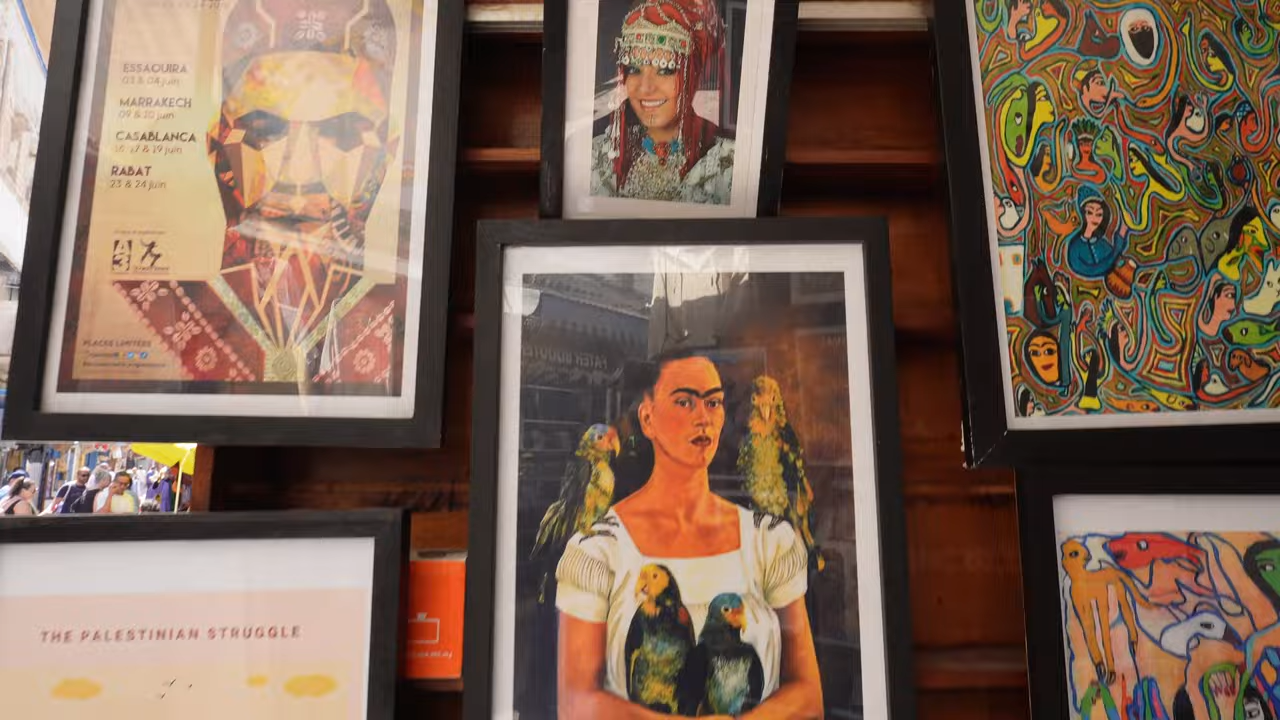 ESSAOUIRA
03 & 04 juin
MARRAKECH
09 & 10 juin
CASABLANCA
16, 17 & 19 juin
RABAT
23 & 24 juin
PLACES LIMITÉES
THE PALESTINIAN STRUGGLE